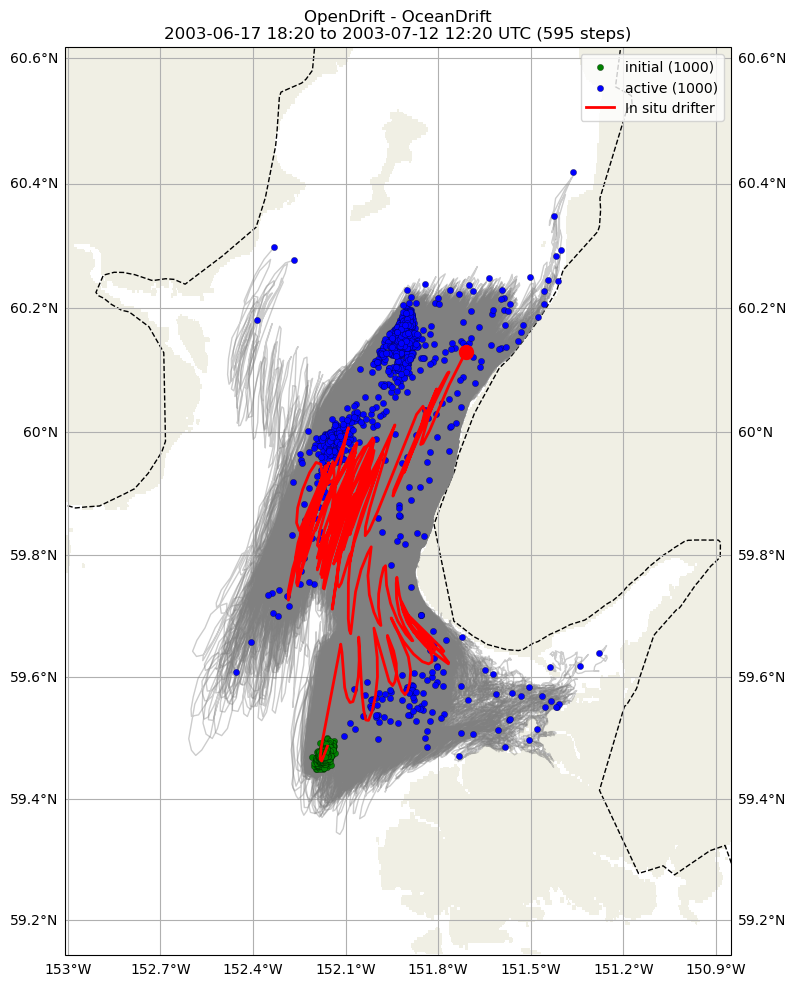 OpenDrift - OceanDrift
2003-06-17 18:20 to 2003-07-12 12:20 UTC (595 steps)
initial (1000)
active (1000)
In situ drifter
60.6°N
60.6°N
60.4°N
60.4°N
60.2°N
60.2°N
60°N
60°N
59.8°N
59.8°N
59.6°N
59.6°N
59.4°N
59.4°N
59.2°N
59.2°N
153°W 152.7°W 152.4°W 152.1°W 151.8°W 151.5°W 151.2°W 150.9°W